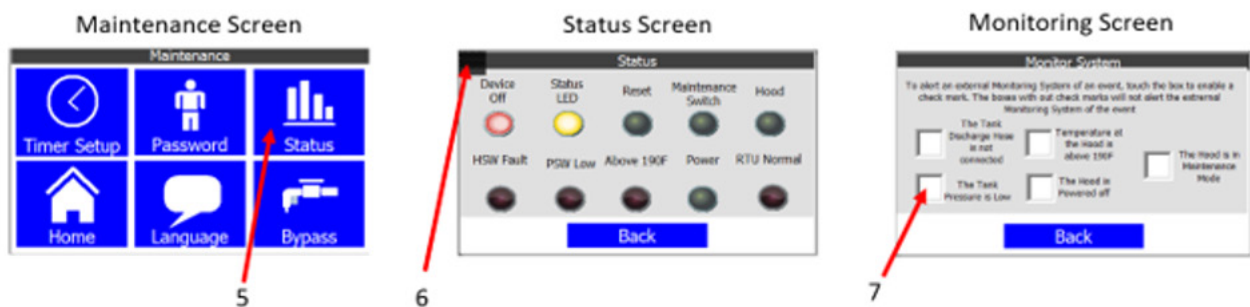 Maintenance Screen
Maintenance
Timer Setup
Password
Status
Home
Language
Bypass
5
Status Screen
Status
Device
Off
Status
LED
Reset
Maintenance
Switch
Hood
HSW Fault
PSW Low
Above 190F
Power
RTU Normal
Back
6
Monitoring Screen
Monitor System
To alert an external Monitoring System of an event, touch the box to enable a
check mark. The boxes with out check marks will not alert the extrernal
Monitoring System of the event
The Tank
Discharge Hose
is not
connected
Temperature at
the Hood is
above 190F
The Hood is in
Maintenance
Mode
The Tank
Pressure is Low
The Hood is
Powered off
Back
7